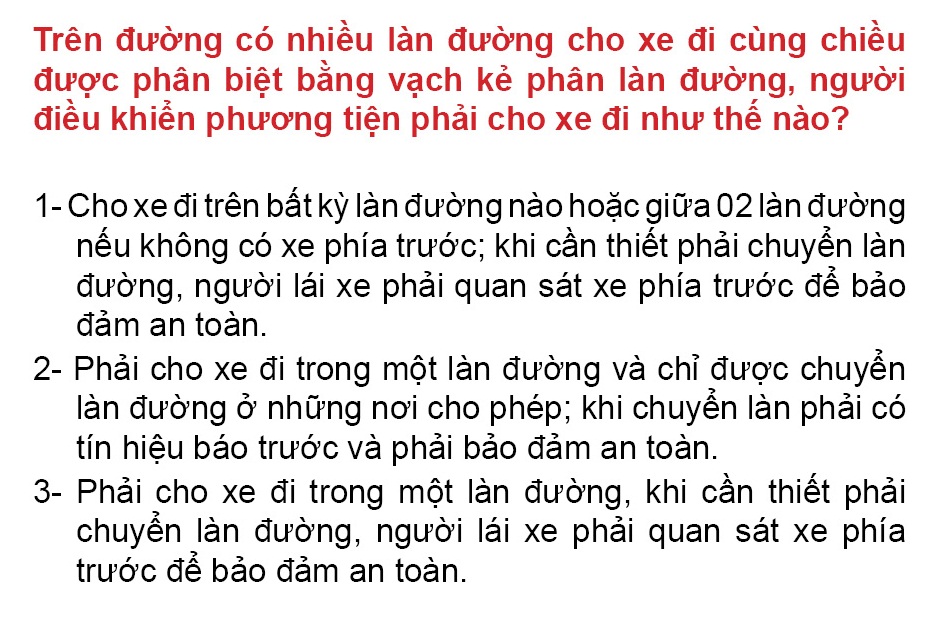 Trên đường có nhiều làn đường cho xe đi cùng chiều
được phân biệt bằng vạch kẻ phân làn đường, người
điều khiển phương tiện phải cho xe đi như thế nào?
1- Cho xe đi trên bất kỳ làn đường nào hoặc giữa 02 làn đường
nếu không có xe phía trước; khi cần thiết phải chuyển làn
đường, người lái xe phải quan sát xe phía trước để bảo
đảm an toàn.
2- Phải cho xe đi trong một làn đường và chỉ được chuyển
làn đường ở những nơi cho phép; khi chuyển làn phải có
tín hiệu báo trước và phải bảo đảm an toàn.
3- Phải cho xe đi trong một làn đường, khi cần thiết phải
chuyển làn đường, người lái xe phải quan sát xe phía
trước để bảo đảm an toàn.